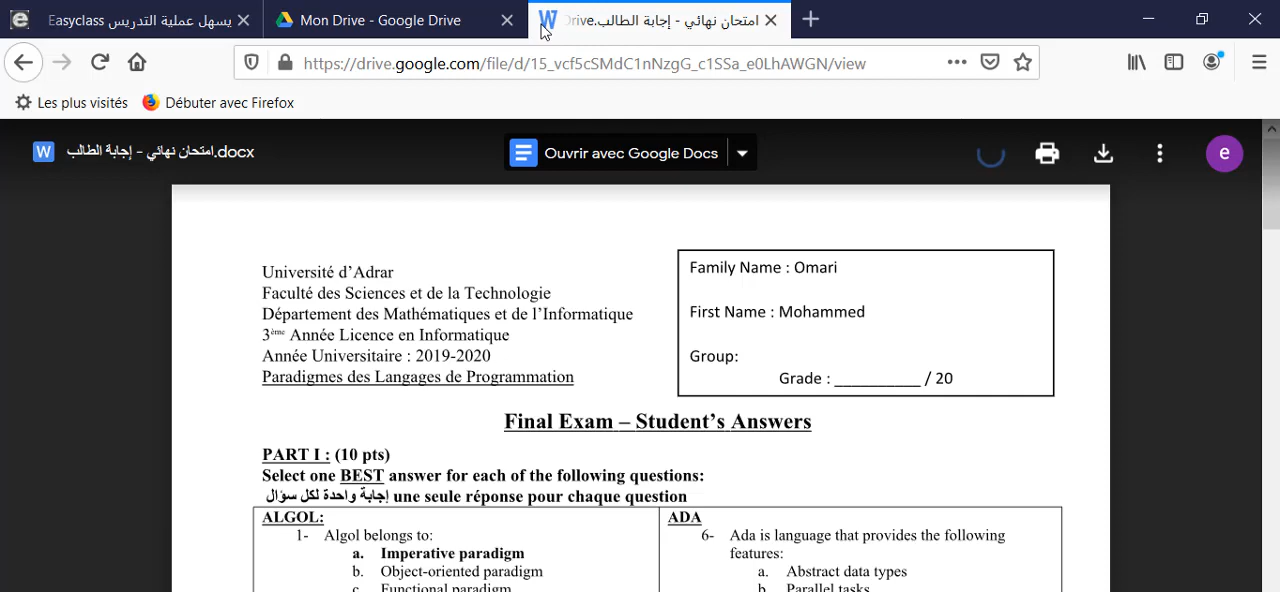 Easyclass يسهل عملية التدريس
Mon Drive - Google Drive
امتحان نهائي - إجابة الطالب.
https://drive.google.com/file/d/15_vcf5cSMdC1nNzgG_c1SSa_e0LhAWGN/view
Les plus visités
Débuter avec Firefox
W
امتحان نهائي - إجابة الطالب.docx
Ouvrir avec Google Docs
e
Université d’Adrar
Faculté des Sciences et de la Technologie
Département des Mathématiques et de l’Informatique
3ème Année Licence en Informatique
Année Universitaire : 2019-2020
Paradigmes des Langages de Programmation
Family Name : Omari
First Name : Mohammed
Group:
Grade : __________ / 20
Final Exam – Student’s Answers
PART I : (10 pts)
Select one BEST answer for each of the following questions:
إجابة واحدة لكل سؤال une seule réponse pour chaque question
ALGOL:
1- Algol belongs to:
a. Imperative paradigm
b. Object-oriented paradigm
c. Functional paradigm
ADA
6- Ada is language that provides the following
features:
a. Abstract data types
b. Parallel tasks